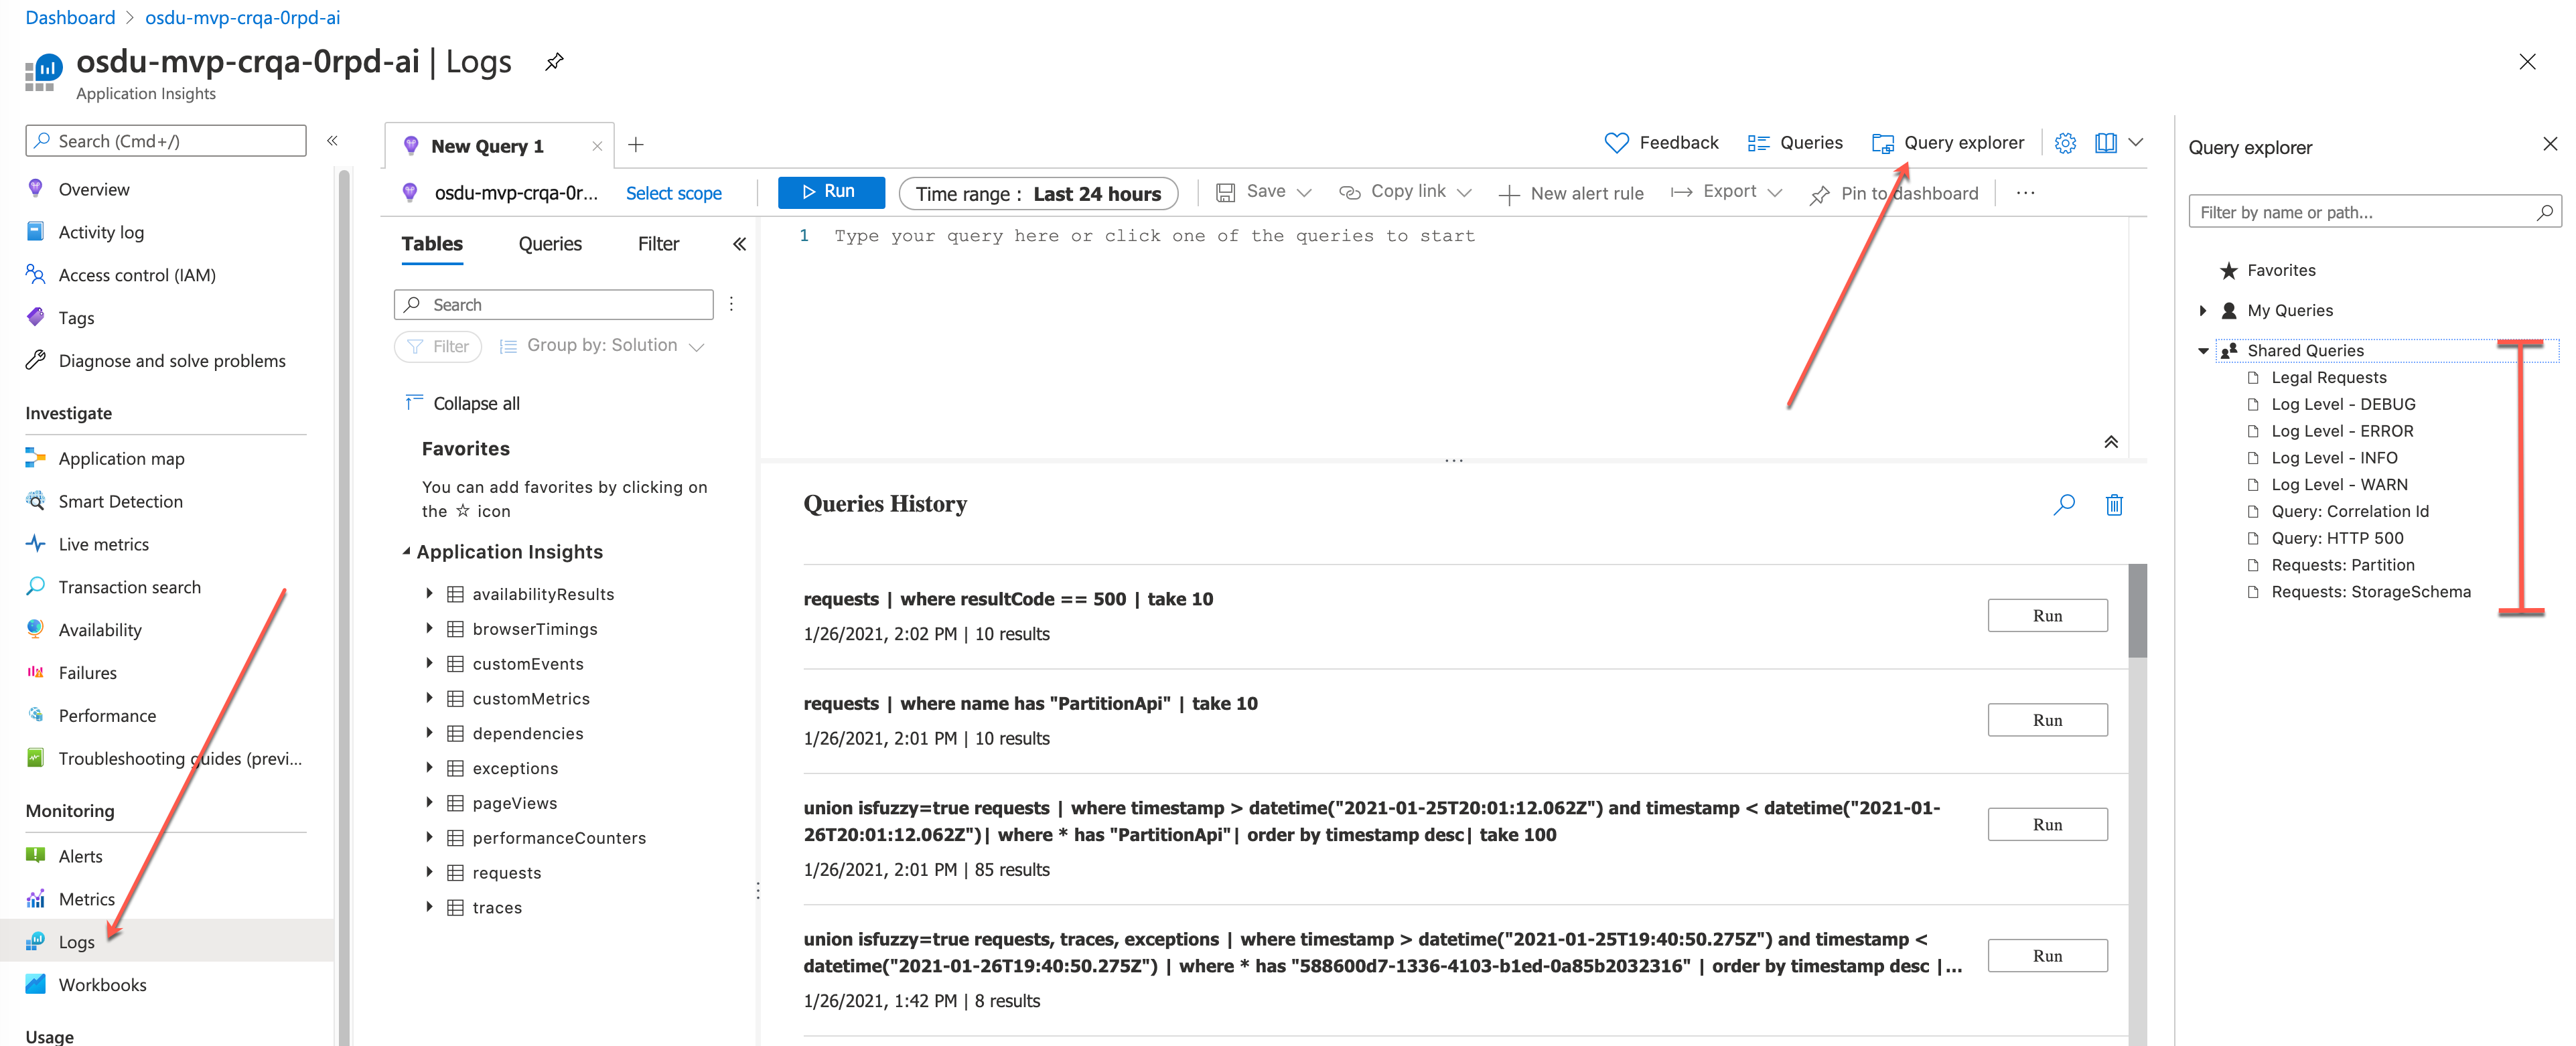 Dashboard > osdu-mvp-crqa-0rpd-ai
osdu-mvp-crqa-0rpd-ai | Logs
Application Insights
Search (Cmd+/)
«
Overview
Activity log
Access control (IAM)
Tags
Diagnose and solve problems
Investigate
Application map
Smart Detection
Live metrics
Transaction search
Availability
Failures
Performance
Troubleshooting guides (previ...
Monitoring
Alerts
Metrics
Logs
Workbooks
Usage
New Query 1
Feedback
Queries
Query explorer
osdu-mvp-crqa-0r...
Select scope
Run
Time range : Last 24 hours
Save
Copy link
New alert rule
Export
Pin to dashboard
...
Tables
Queries
Filter
«
Search
Filter
Group by: Solution
Collapse all
Favorites
You can add favorites by clicking on
the ☆ icon
Application Insights
availabilityResults
browserTimings
customEvents
customMetrics
dependencies
exceptions
pageViews
performanceCounters
requests
traces
1 Type your query here or click one of the queries to start
Queries History
requests | where resultCode == 500 | take 10
1/26/2021, 2:02 PM | 10 results
Run
requests | where name has "PartitionApi" | take 10
1/26/2021, 2:01 PM | 10 results
Run
union isfuzzy=true requests | where timestamp > datetime("2021-01-25T20:01:12.062Z") and timestamp < datetime("2021-01-
26T20:01:12.062Z")| where * has "PartitionApi"| order by timestamp desc| take 100
1/26/2021, 2:01 PM | 85 results
Run
union isfuzzy=true requests, traces, exceptions | where timestamp > datetime("2021-01-25T19:40:50.275Z") and timestamp <
datetime("2021-01-26T19:40:50.275Z") | where * has "588600d7-1336-4103-b1ed-0a85b2032316" | order by timestamp desc |...
1/26/2021, 1:42 PM | 8 results
Run
Query explorer
Filter by name or path...
Favorites
My Queries
Shared Queries
Legal Requests
Log Level - DEBUG
Log Level - ERROR
Log Level - INFO
Log Level - WARN
Query: Correlation Id
Query: HTTP 500
Requests: Partition
Requests: StorageSchema